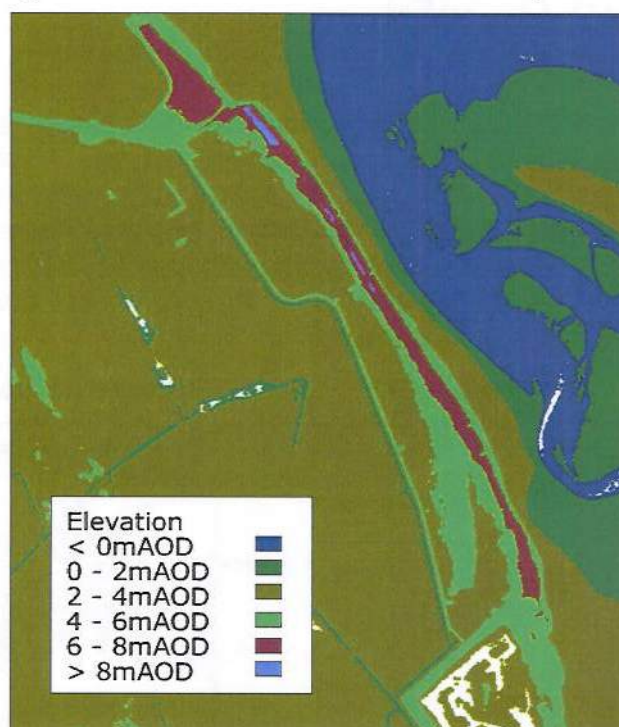 Elevation
< 0mAOD
0 - 2mAOD
2 - 4mAOD
4 - 6mAOD
6 - 8mAOD
> 8mAOD